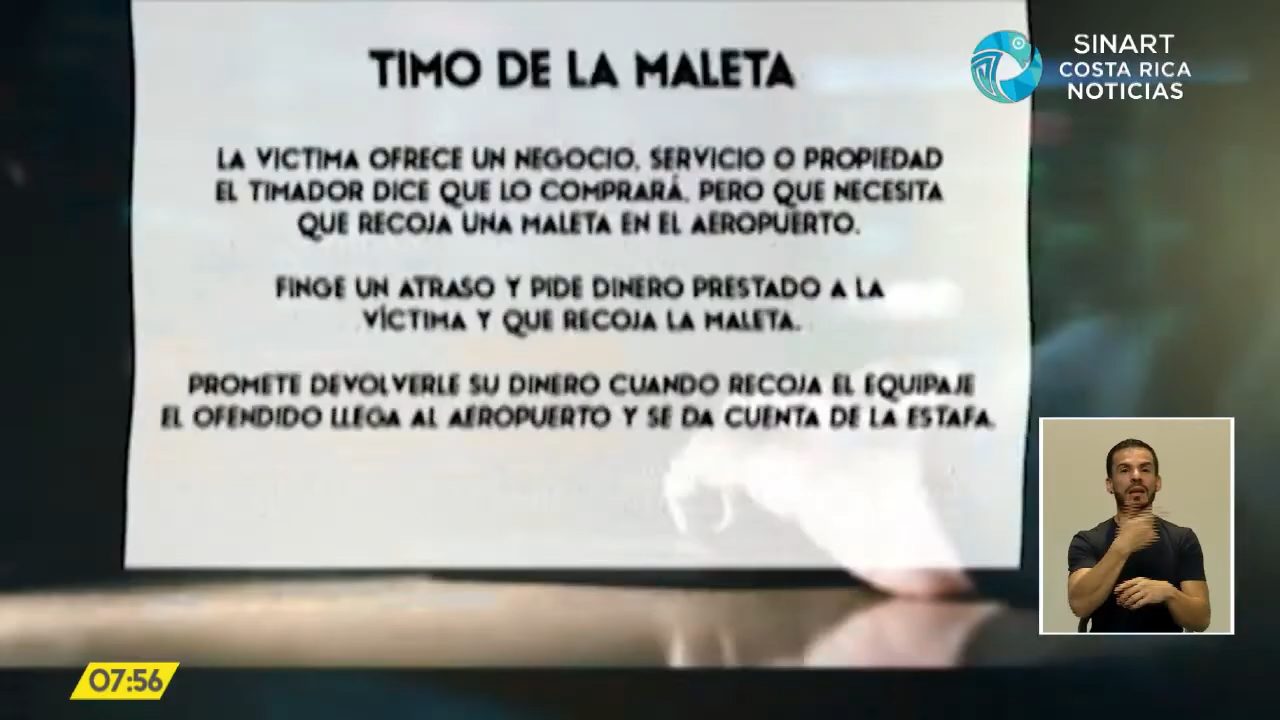 TIMO DE LA MALETA
LA VICTIMA OFRECE UN NEGOCIO, SERVICIO O PROPIEDAD
EL TIMADOR DICE QUE LO COMPRARÁ, PERO QUE NECESITA
QUE RECOJA UNA MALETA EN EL AEROPUERTO.
FINGE UN ATRASO Y PIDE DINERO PRESTADO A LA
VÍCTIMA Y QUE RECOJA LA MALETA.
PROMETE DEVOLVERLE SU DINERO CUANDO RECOJA EL EQUIPAJE
EL OFENDIDO LLEGA AL AEROPUERTO Y SE DA CUENTA DE LA ESTAFA.
SINART
COSTA RICA
NOTICIAS
07:56